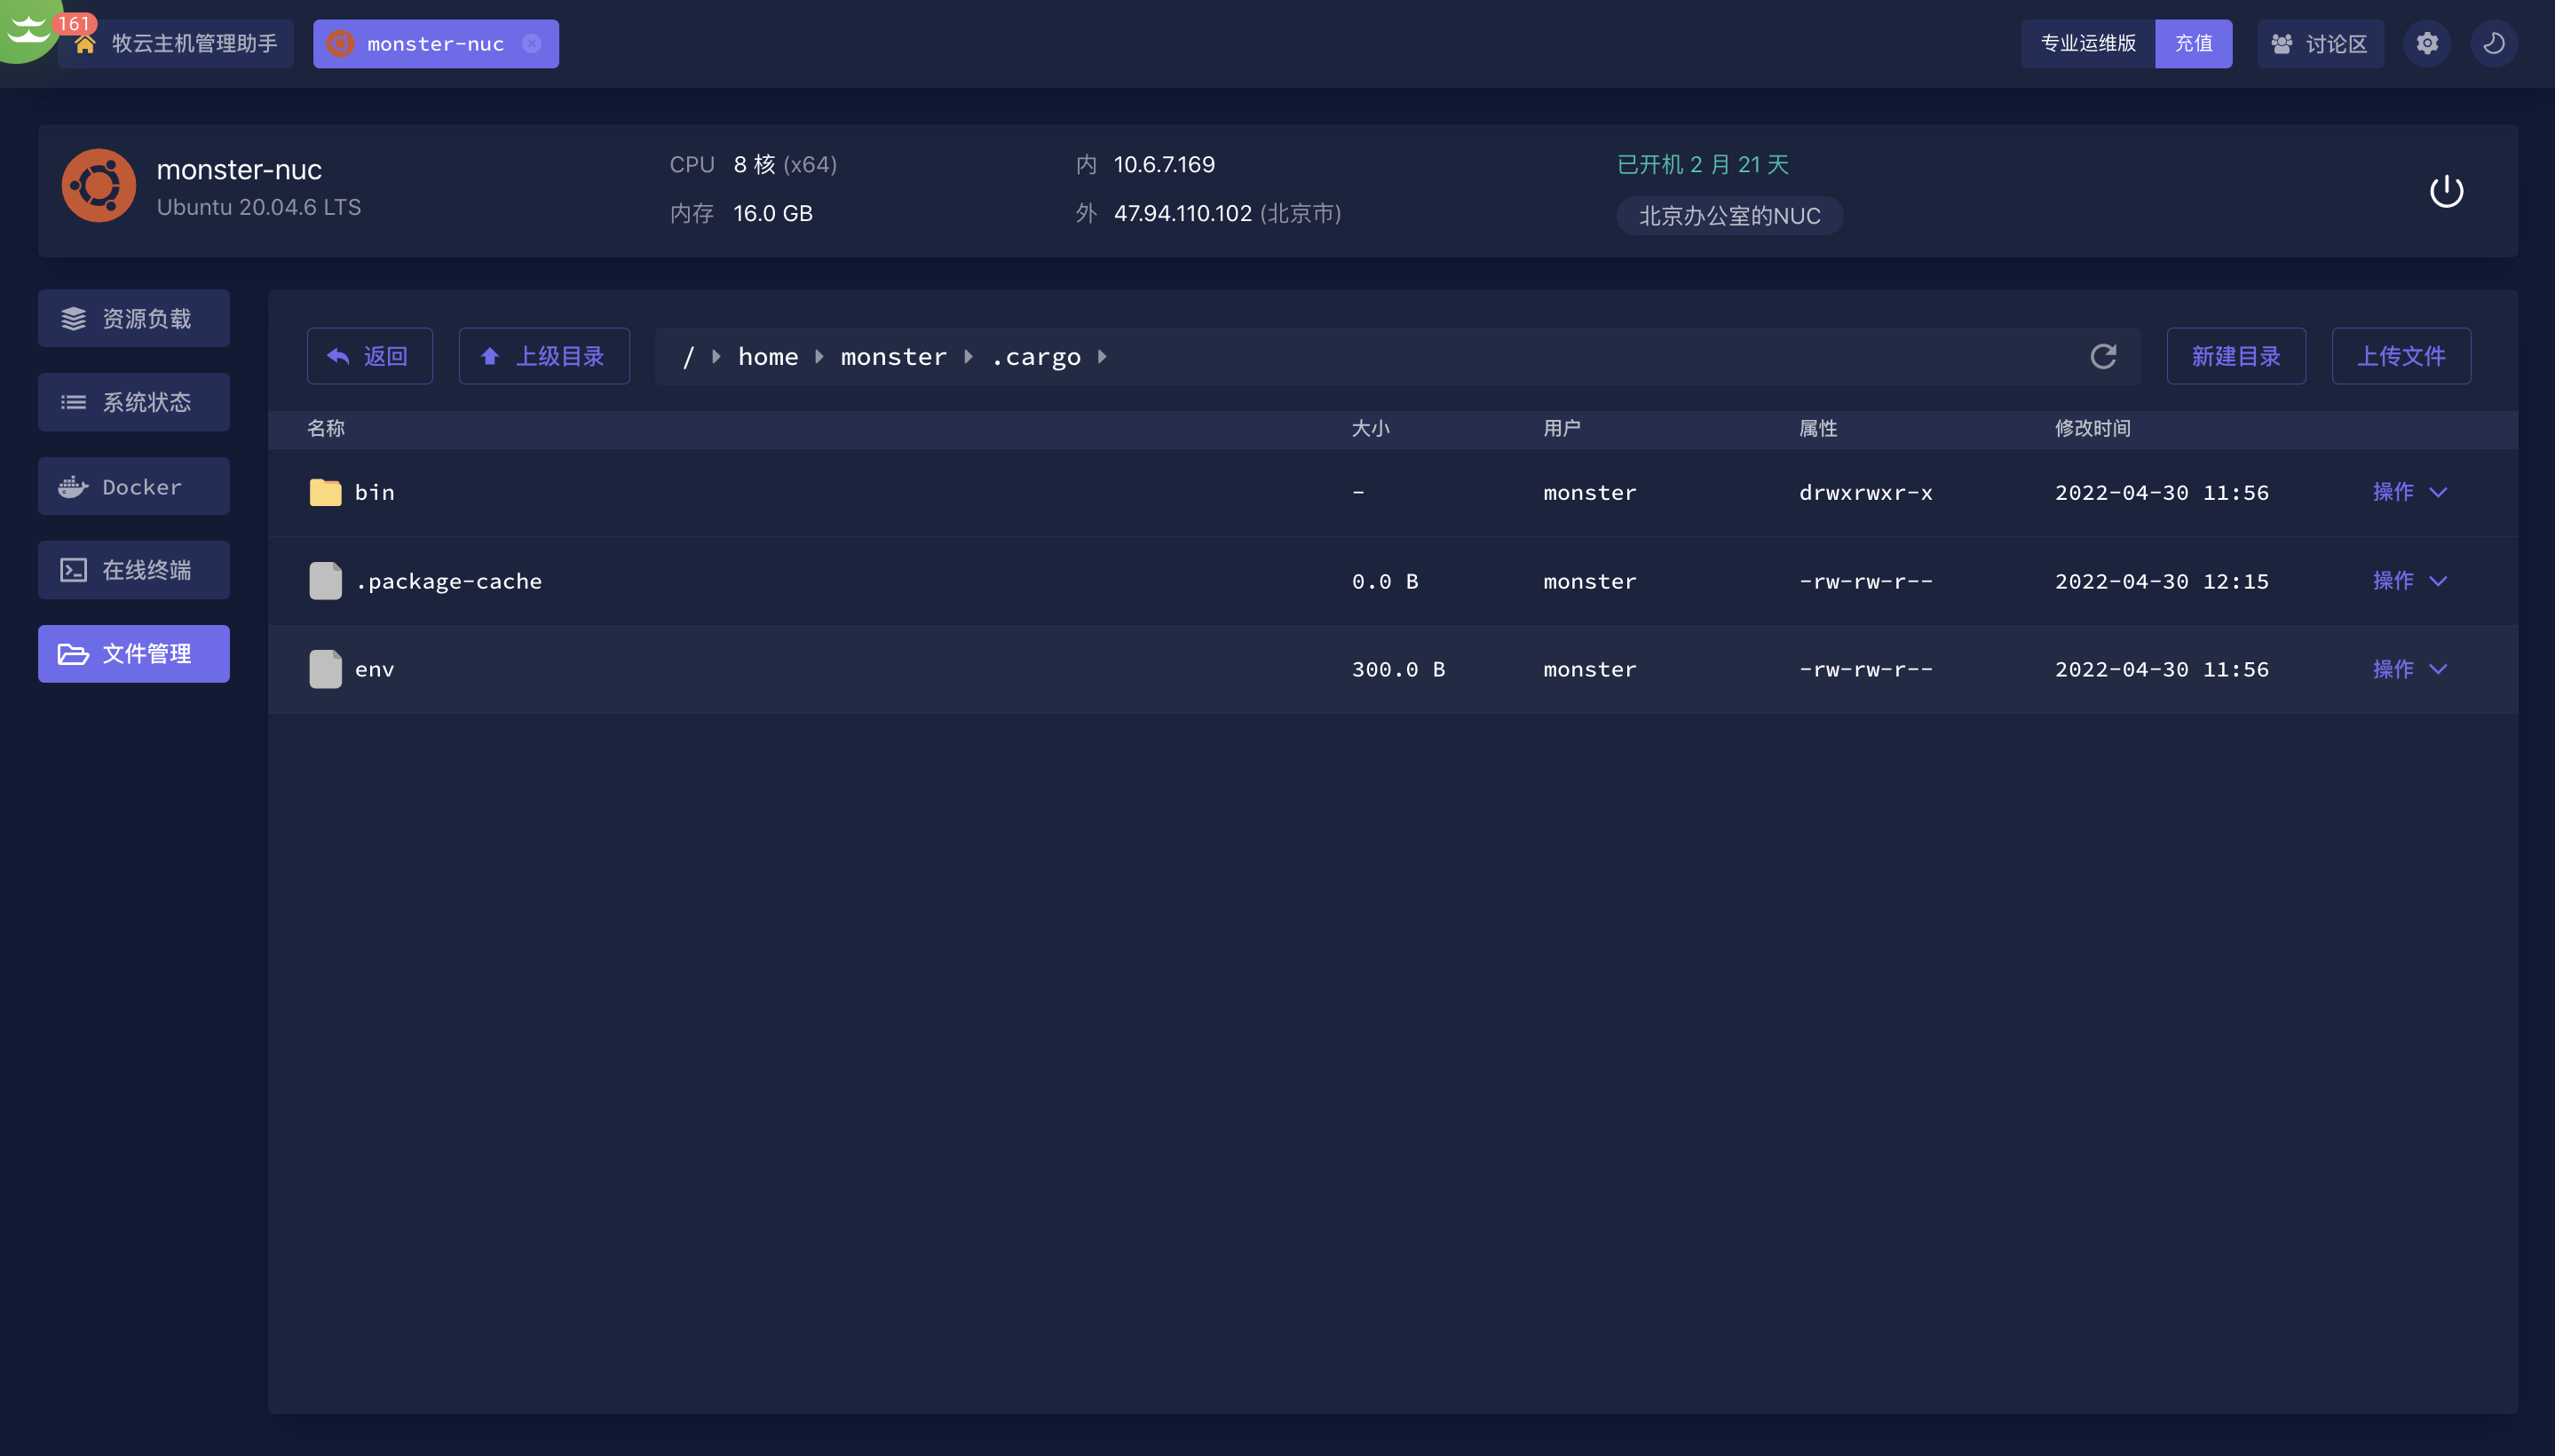 161
牧云主机管理助手
monster-nuc
专业运维版
充值
讨论区
monster-nuc
Ubuntu 20.04.6 LTS
CPU 8 核 (x64)
内存 16.0 GB
内 10.6.7.169
外 47.94.110.102 (北京市)
已开机 2 月 21 天
北京办公室的NUC
资源负载
系统状态
Docker
在线终端
文件管理
返回
上级目录
/ home monster .cargo
新建目录
上传文件
名称 大小 用户 属性 修改时间
bin - monster drwxrwxr-x 2022-04-30 11:56 操作
.package-cache 0.0 B monster -rw-rw-r-- 2022-04-30 12:15 操作
env 300.0 B monster -rw-rw-r-- 2022-04-30 11:56 操作